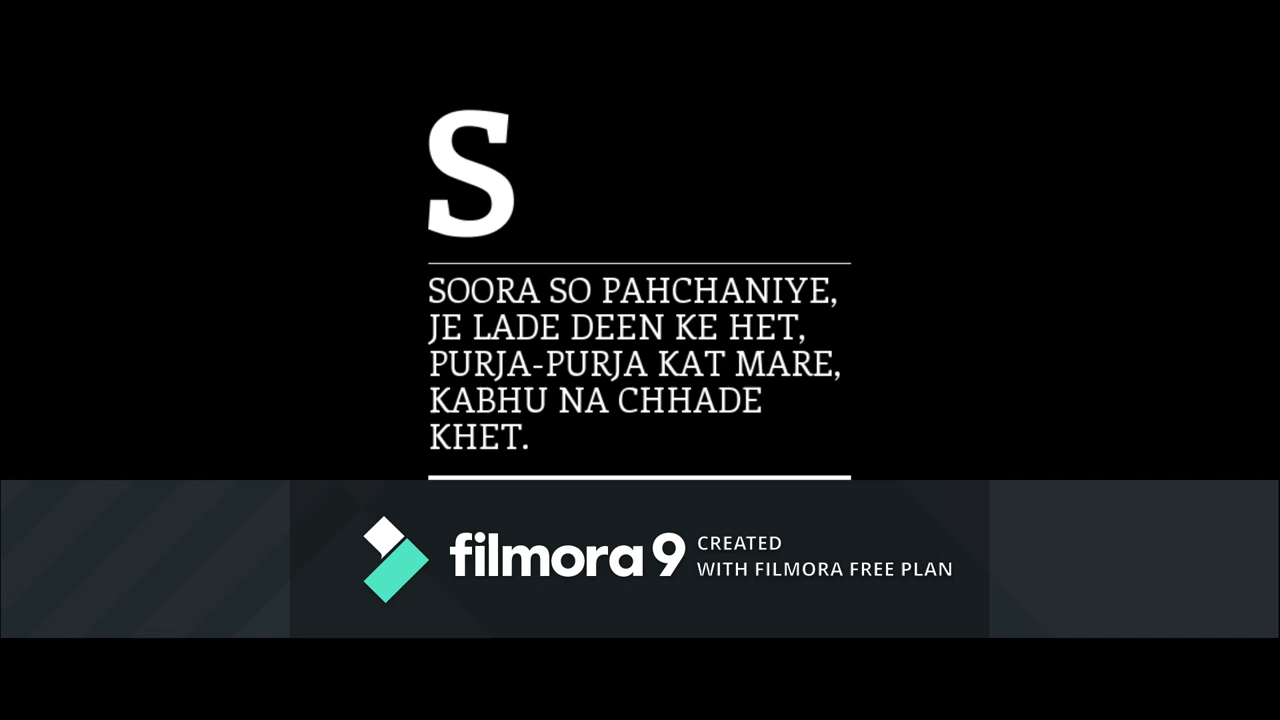 S
SOORA SO PAHCHANIYE,
JE LADE DEEN KE HET,
PURJA-PURJA KAT MARE,
KABHU NA CHHADE
KHET.
filmora 9 CREATED
WITH FILMORA FREE PLAN